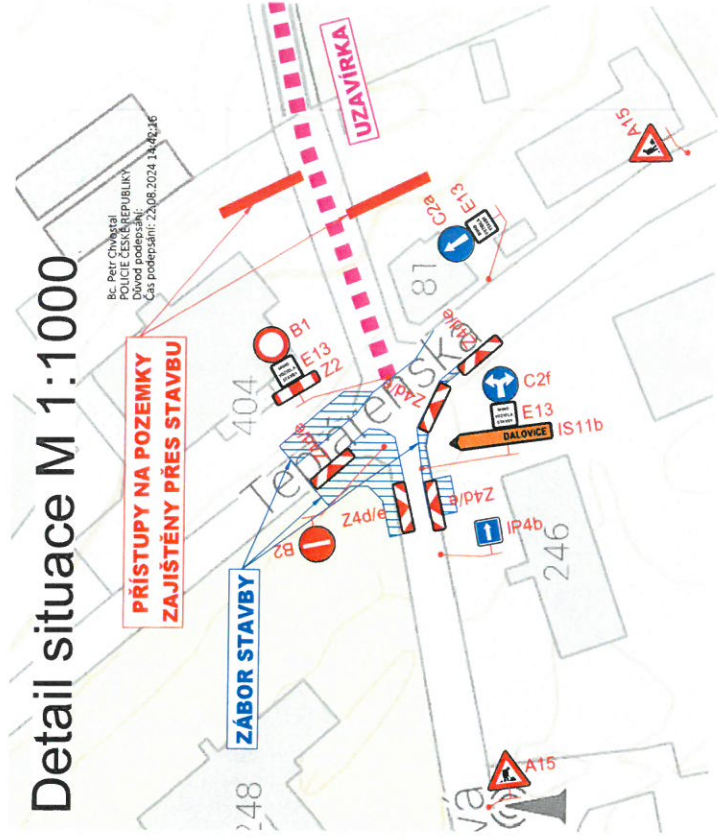 Detail situace M 1:1000
Bc. Petr Chvostal
POLICIE ČESKÉ REPUBLIKY
Důvod podepsání:
Čas podepsání: 22.08.2024 14:42:16
PŘÍSTUPY NA POZEMKY
ZAJIŠTĚNY PŘES STAVBU
UZAVÍRKA
ZÁBOR STAVBY
404
B1
E13
Z2
81
C2a
E13
A15
Teplárenská
Z4d/e
Z4d/e
Z4d/e
Z4d/e
Z4d/e
B2
C2f
E13
DALOVICE
IS11b
IP4b
246
248
vá
A15